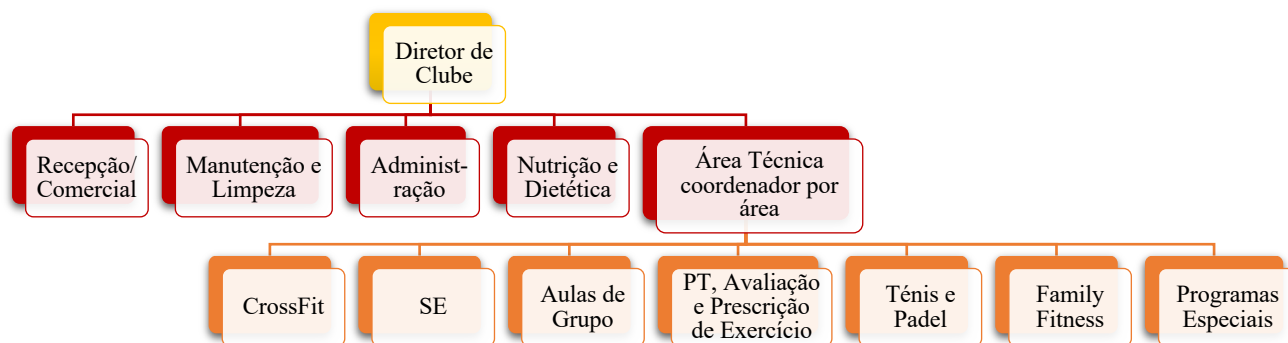 Diretor de
Clube
Recepção/
Comercial
Manutenção e
Limpeza
Administ-
ração
Nutrição e
Dietética
Área Técnica
coordenador por
área
CrossFit
SE
Aulas de
Grupo
PT, Avaliação
e Prescrição
de Exercício
Ténis e
Padel
Family
Fitness
Programas
Especiais